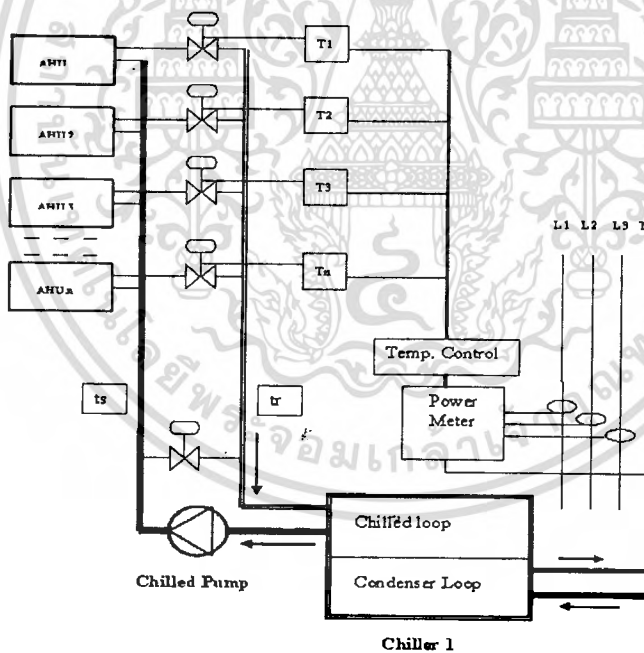 AHU1
T1
AHU2
T2
AHU3
T3
AHU.n
Tn
L1 L2 L3
Temp. Control
ts
tr
Power
Meter
Chilled loop
Condenser Loop
Chilled Pump
Chiller 1